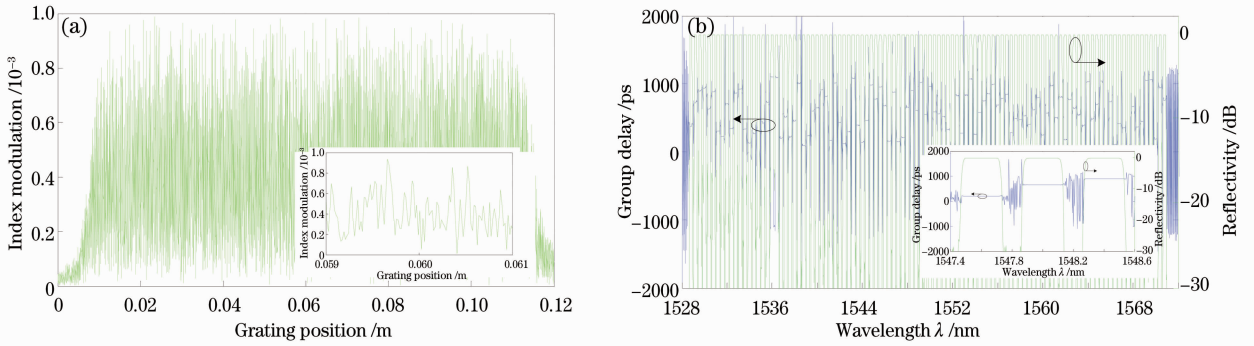 (a)
1.0
0.8
0.6
0.4
0.2
0
0 0.02 0.04 0.06 0.08 0.10 0.12
Index modulation /10⁻³
Grating position /m
1.0
0.8
0.6
0.4
0.2
0
0.059 0.060 0.061
Index modulation /10⁻³
Grating position /m
(b)
2000
1000
0
−1000
−2000
1528 1536 1544 1552 1560 1568
0
−10
−20
−30
Group delay /ps
Reflectivity /dB
Wavelength λ /nm
2000
1000
0
−1000
−2000
1547.4 1547.8 1548.2 1548.6
0
−10
−20
−30
Group delay /ps
Reflectivity /dB
Wavelength λ /nm